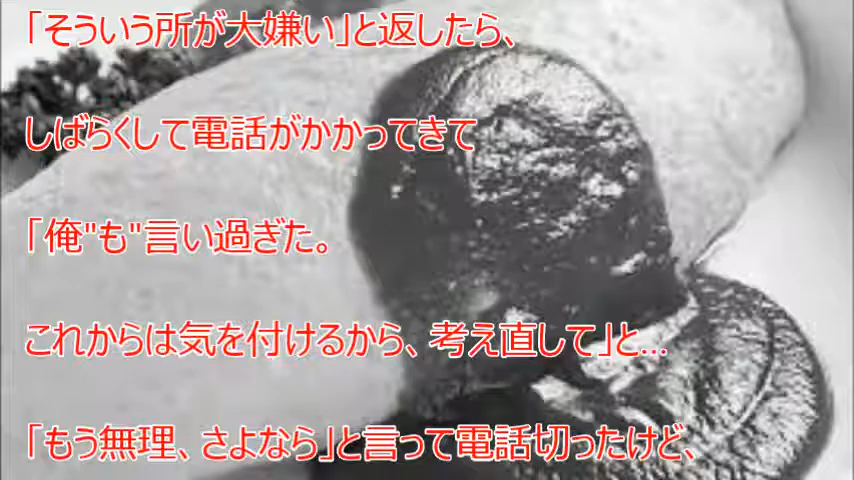 「そういう所が大嫌い」と返したら、
しばらくして電話がかかってきて
「俺"も"言い過ぎた。
これからは気を付けるから、考え直して」と…
「もう無理、さよなら」と言って電話切ったけど、